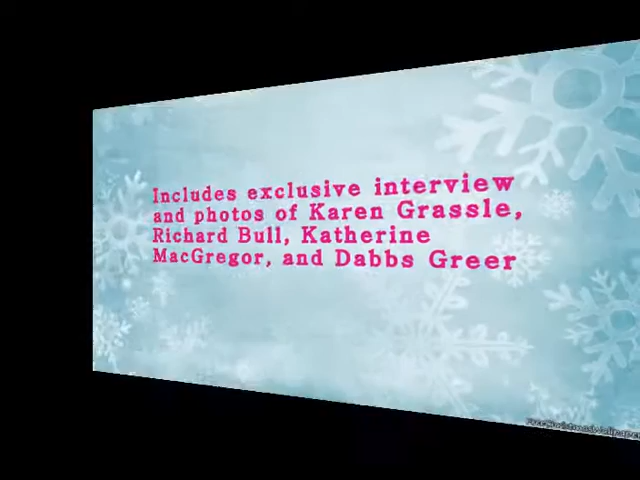 Includes exclusive interview
and photos of Karen Grassle,
Richard Bull, Katherine
MacGregor, and Dabbs Greer